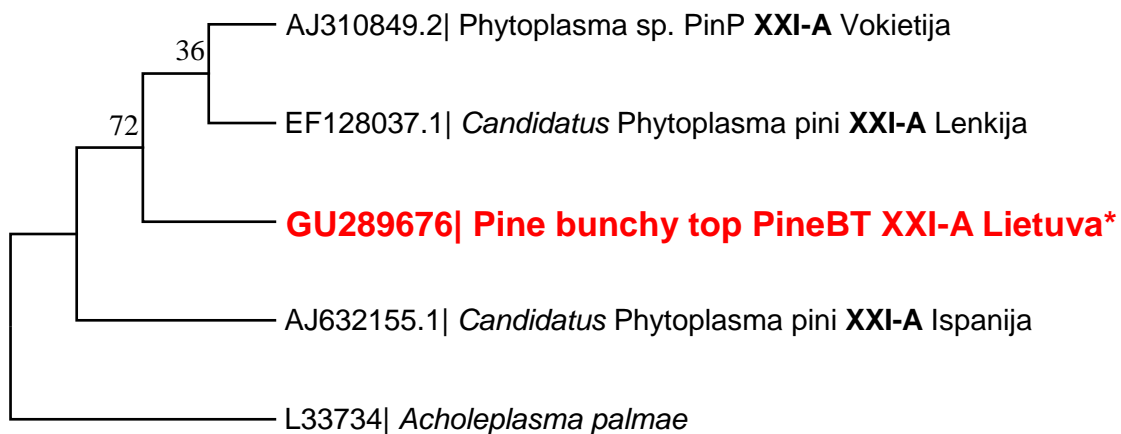 AJ310849.2| Phytoplasma sp. PinP XXI-A Vokietija
36
EF128037.1| Candidatus Phytoplasma pini XXI-A Lenkija
72
GU289676| Pine bunchy top PineBT XXI-A Lietuva*
AJ632155.1| Candidatus Phytoplasma pini XXI-A Ispanija
L33734| Acholeplasma palmae